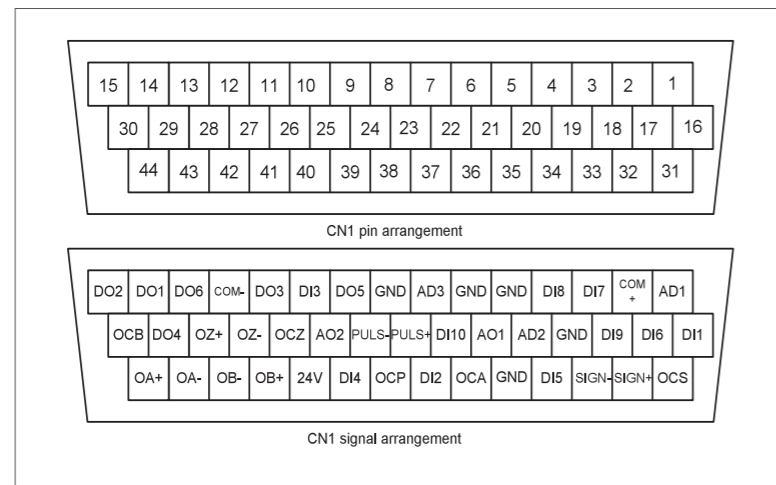 15 14 13 12 11 10 9 8 7 6 5 4 3 2 1
30 29 28 27 26 25 24 23 22 21 20 19 18 17 16
44 43 42 41 40 39 38 37 36 35 34 33 32 31
CN1 pin arrangement
DO2 DO1 DO6 COM- DO3 DI3 DO5 GND AD3 GND GND DI8 DI7 COM+ AD1
OCB DO4 OZ+ OZ- OCZ AO2 PULS- PULS+ DI10 AO1 AD2 GND DI9 DI6 DI1
OA+ OA- OB- OB+ 24V DI4 OCP DI2 OCA GND DI5 SIGN- SIGN+ OCS
CN1 signal arrangement